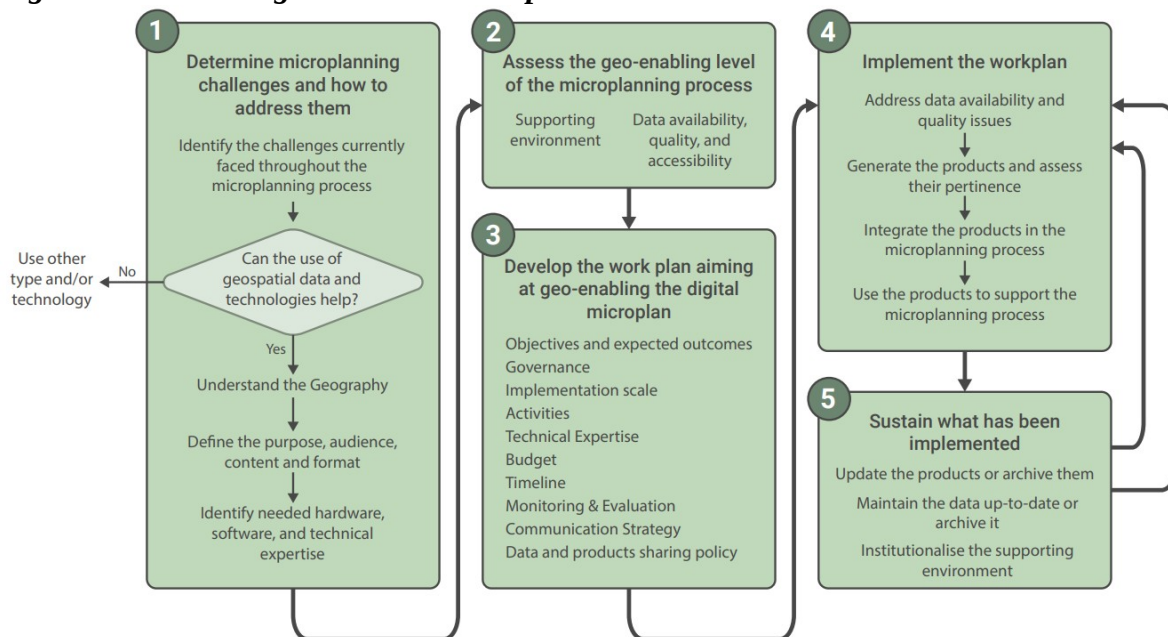 1
Determine microplanning
challenges and how to
address them
Identify the challenges currently
faced throughout the
microplanning process
Can the use of
geospatial data and
technologies help?
No
Use other
type and/or
technology
Yes
Understand the Geography
Define the purpose, audience,
content and format
Identify needed hardware,
software, and technical
expertise
2
Assess the geo-enabling level
of the microplanning process
Supporting
environment
Data availability,
quality, and
accessibility
3
Develop the work plan aiming
at geo-enabling the digital
microplan
Objectives and expected outcomes
Governance
Implementation scale
Activities
Technical Expertise
Budget
Timeline
Monitoring & Evaluation
Communication Strategy
Data and products sharing policy
4
Implement the workplan
Address data availability and
quality issues
Generate the products and assess
their pertinence
Integrate the products in the
microplanning process
Use the products to support the
microplanning process
5
Sustain what has been
implemented
Update the products or archive them
Maintain the data up-to-date or
archive it
Institutionalise the supporting
environment